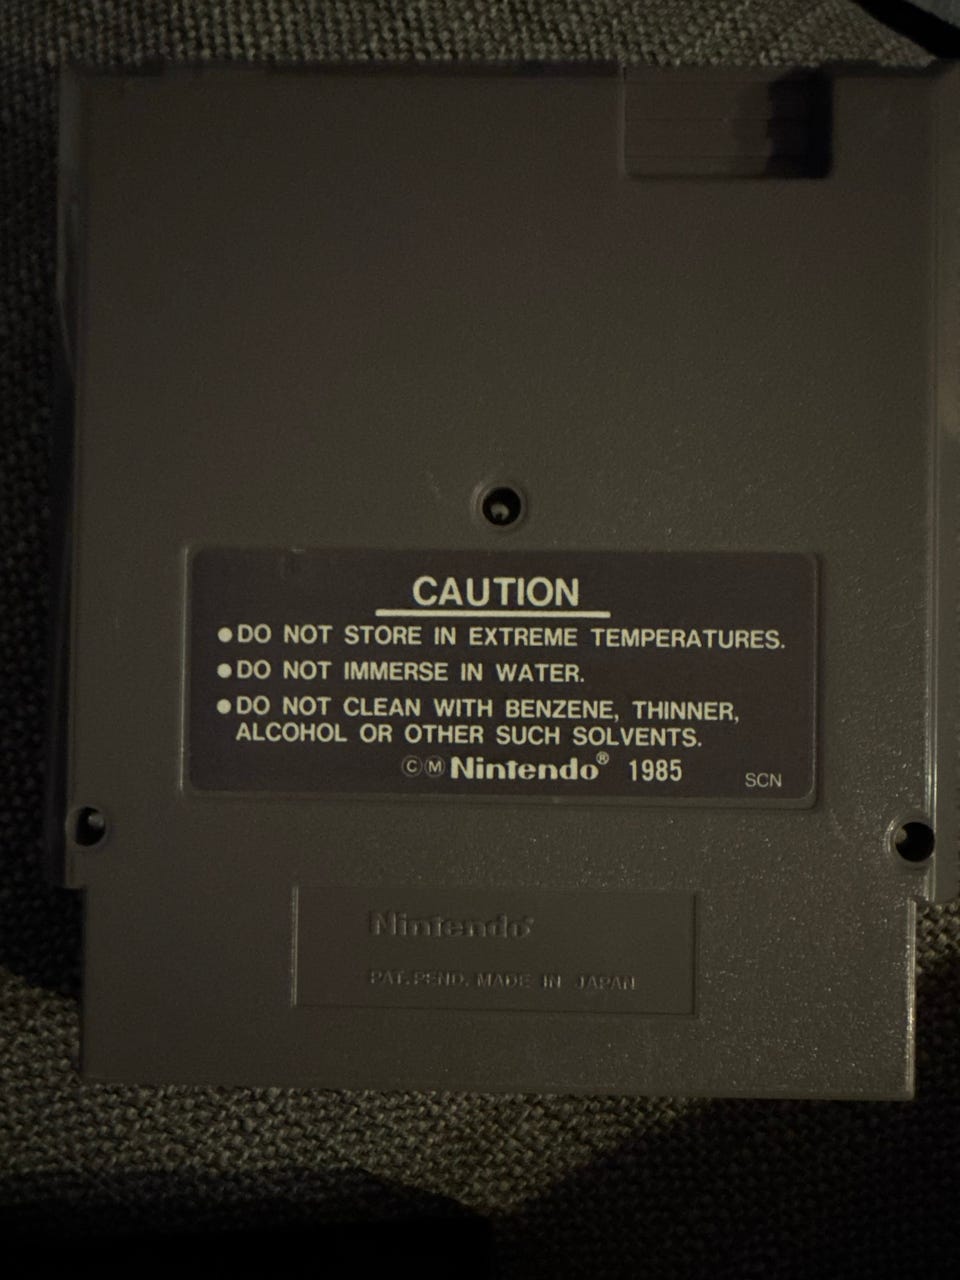 CAUTION
●DO NOT STORE IN EXTREME TEMPERATURES.
●DO NOT IMMERSE IN WATER.
●DO NOT CLEAN WITH BENZENE, THINNER,
ALCOHOL OR OTHER SUCH SOLVENTS.
ⒸⓂ Nintendo® 1985 SCN
Nintendo®
PAT. PEND. MADE IN JAPAN